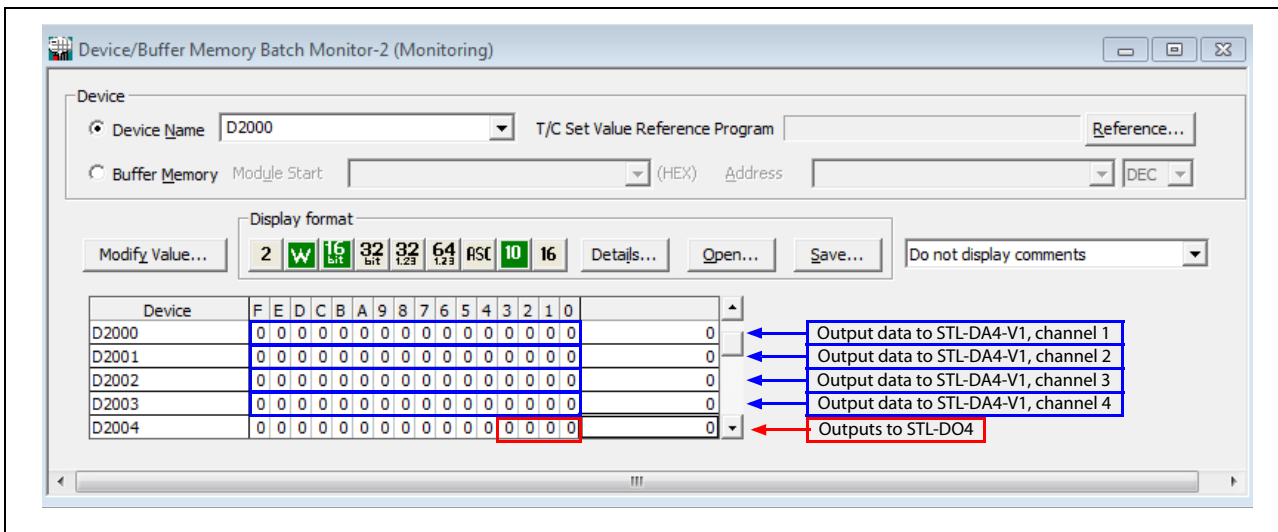 Device/Buffer Memory Batch Monitor-2 (Monitoring)
Device
Device Name D2000 T/C Set Value Reference Program Reference...
Buffer Memory Module Start (HEX) Address DEC
Display format
Modify Value... 2 W 16 bit 32 bit 32 1.23 64 1.23 ASC 10 16 Details... Open... Save... Do not display comments
Device F E D C B A 9 8 7 6 5 4 3 2 1 0
D2000 0 0 0 0 0 0 0 0 0 0 0 0 0 0 0 0 0 Output data to STL-DA4-V1, channel 1
D2001 0 0 0 0 0 0 0 0 0 0 0 0 0 0 0 0 0 Output data to STL-DA4-V1, channel 2
D2002 0 0 0 0 0 0 0 0 0 0 0 0 0 0 0 0 0 Output data to STL-DA4-V1, channel 3
D2003 0 0 0 0 0 0 0 0 0 0 0 0 0 0 0 0 0 Output data to STL-DA4-V1, channel 4
D2004 0 0 0 0 0 0 0 0 0 0 0 0 0 0 0 0 0 Outputs to STL-DO4